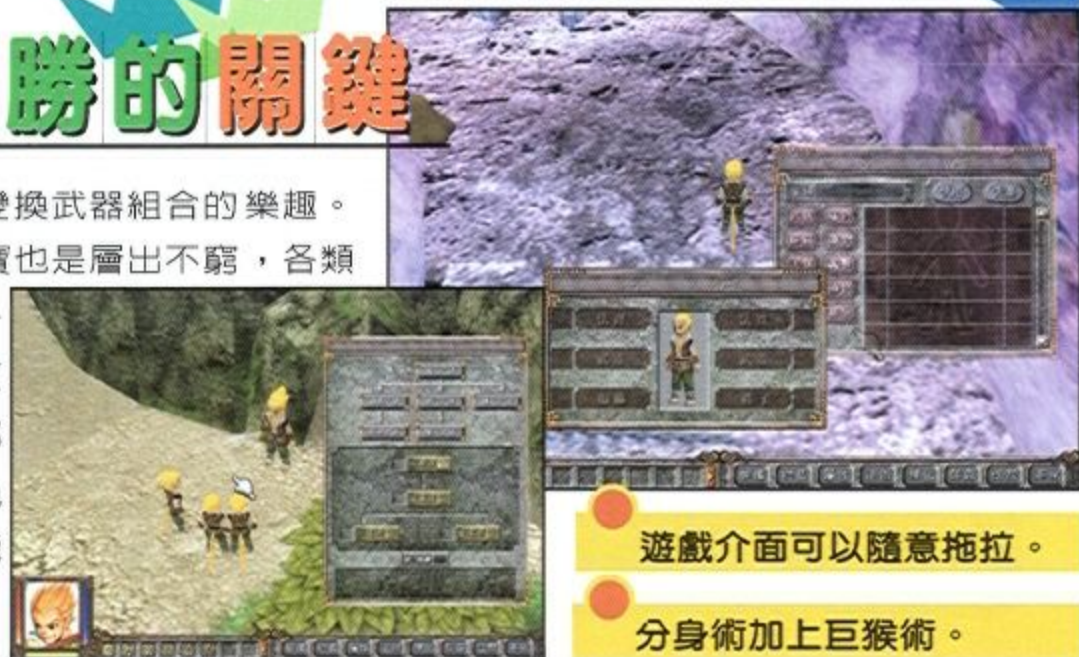 勝的關鍵
換武器組合的樂趣。
也是層出不窮，各類
遊戲介面可以隨意拖拉。
分身術加上巨猴術。